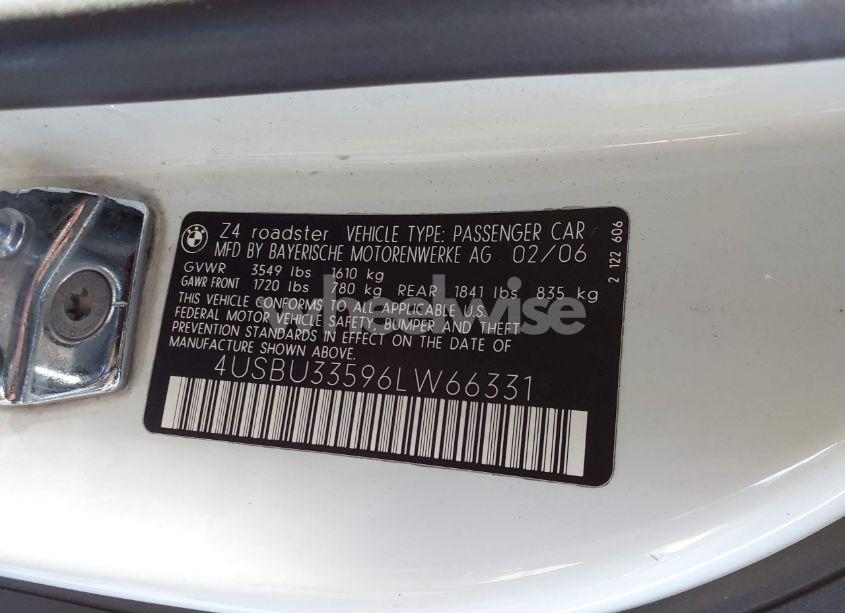 Z4 roadster VEHICLE TYPE: PASSENGER CAR
MFD BY BAYERISCHE MOTORENWERKE AG 02/06
GVWR 3549 lbs 1610 kg
GAWR FRONT 1720 lbs 780 kg REAR 1841 lbs 835 kg
THIS VEHICLE CONFORMS TO ALL APPLICABLE U.S.
FEDERAL MOTOR VEHICLE SAFETY, BUMPER AND THEFT
PREVENTION STANDARDS IN EFFECT ON THE DATE OF
MANUFACTURE SHOWN ABOVE.
4USBU33596LW66331
2 122 606
wheelwise